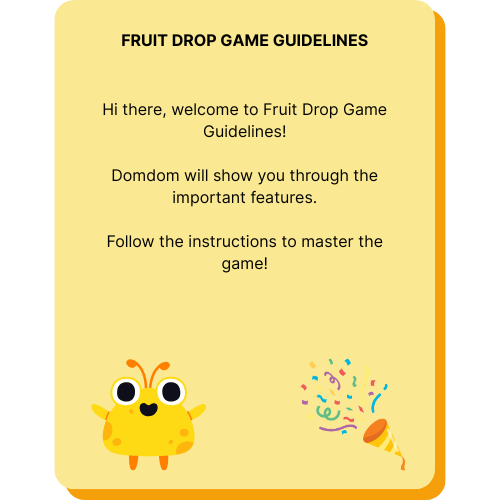 FRUIT DROP GAME GUIDELINES
Hi there, welcome to Fruit Drop Game
Guidelines!
Domdom will show you through the
important features.
Follow the instructions to master the
game!